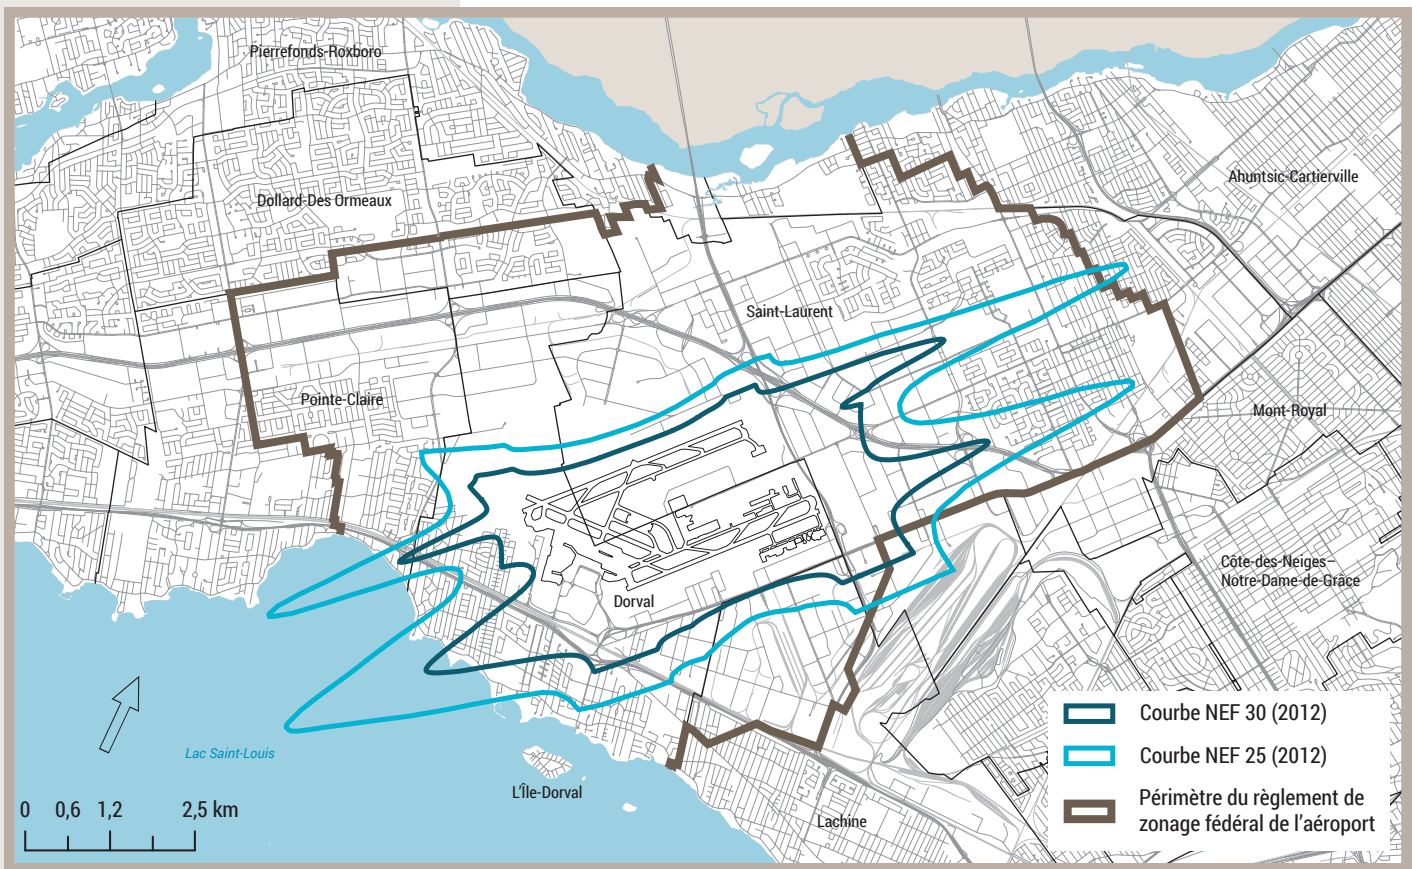 Pierrefonds-Roxboro
Dollard-Des Ormeaux
Ahuntsic-Cartierville
Saint-Laurent
Pointe-Claire
Mont-Royal
Côte-des-Neiges–
Notre-Dame-de-Grâce
Dorval
Lac Saint-Louis
L'Île-Dorval
Lachine
0 0,6 1,2 2,5 km
Courbe NEF 30 (2012)
Courbe NEF 25 (2012)
Périmètre du règlement de
zonage fédéral de l'aéroport